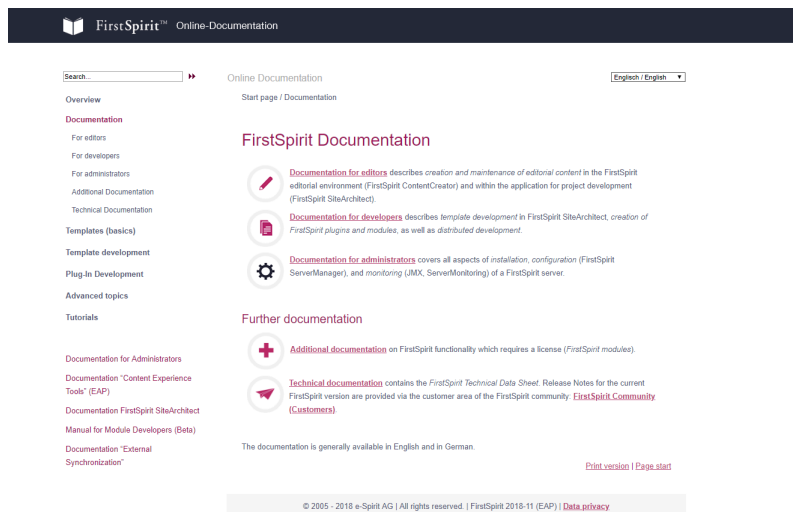 FirstSpirit™ Online-Documentation
Search...
Online Documentation
Englisch / English
Start page / Documentation
Overview
Documentation
For editors
For developers
For administrators
Additional Documentation
Technical Documentation
Templates (basics)
Template development
Plug-In Development
Advanced topics
Tutorials
Documentation for Administrators
Documentation "Content Experience
Tools" (EAP)
Documentation FirstSpirit SiteArchitect
Manual for Module Developers (Beta)
Documentation "External
Synchronization"
FirstSpirit Documentation
Documentation for editors describes creation and maintenance of editorial content in the FirstSpirit
editorial environment (FirstSpirit ContentCreator) and within the application for project development
(FirstSpirit SiteArchitect).
Documentation for developers describes template development in FirstSpirit SiteArchitect, creation of
FirstSpirit plugins and modules, as well as distributed development.
Documentation for administrators covers all aspects of installation, configuration (FirstSpirit
ServerManager), and monitoring (JMX, ServerMonitoring) of a FirstSpirit server.
Further documentation
Additional documentation on FirstSpirit functionality which requires a license (FirstSpirit modules).
Technical documentation contains the FirstSpirit Technical Data Sheet. Release Notes for the current
FirstSpirit version are provided via the customer area of the FirstSpirit community: FirstSpirit Community
(Customers).
The documentation is generally available in English and in German.
Print version | Page start
© 2005 - 2018 e-Spirit AG | All rights reserved. | FirstSpirit 2018-11 (EAP) | Data privacy